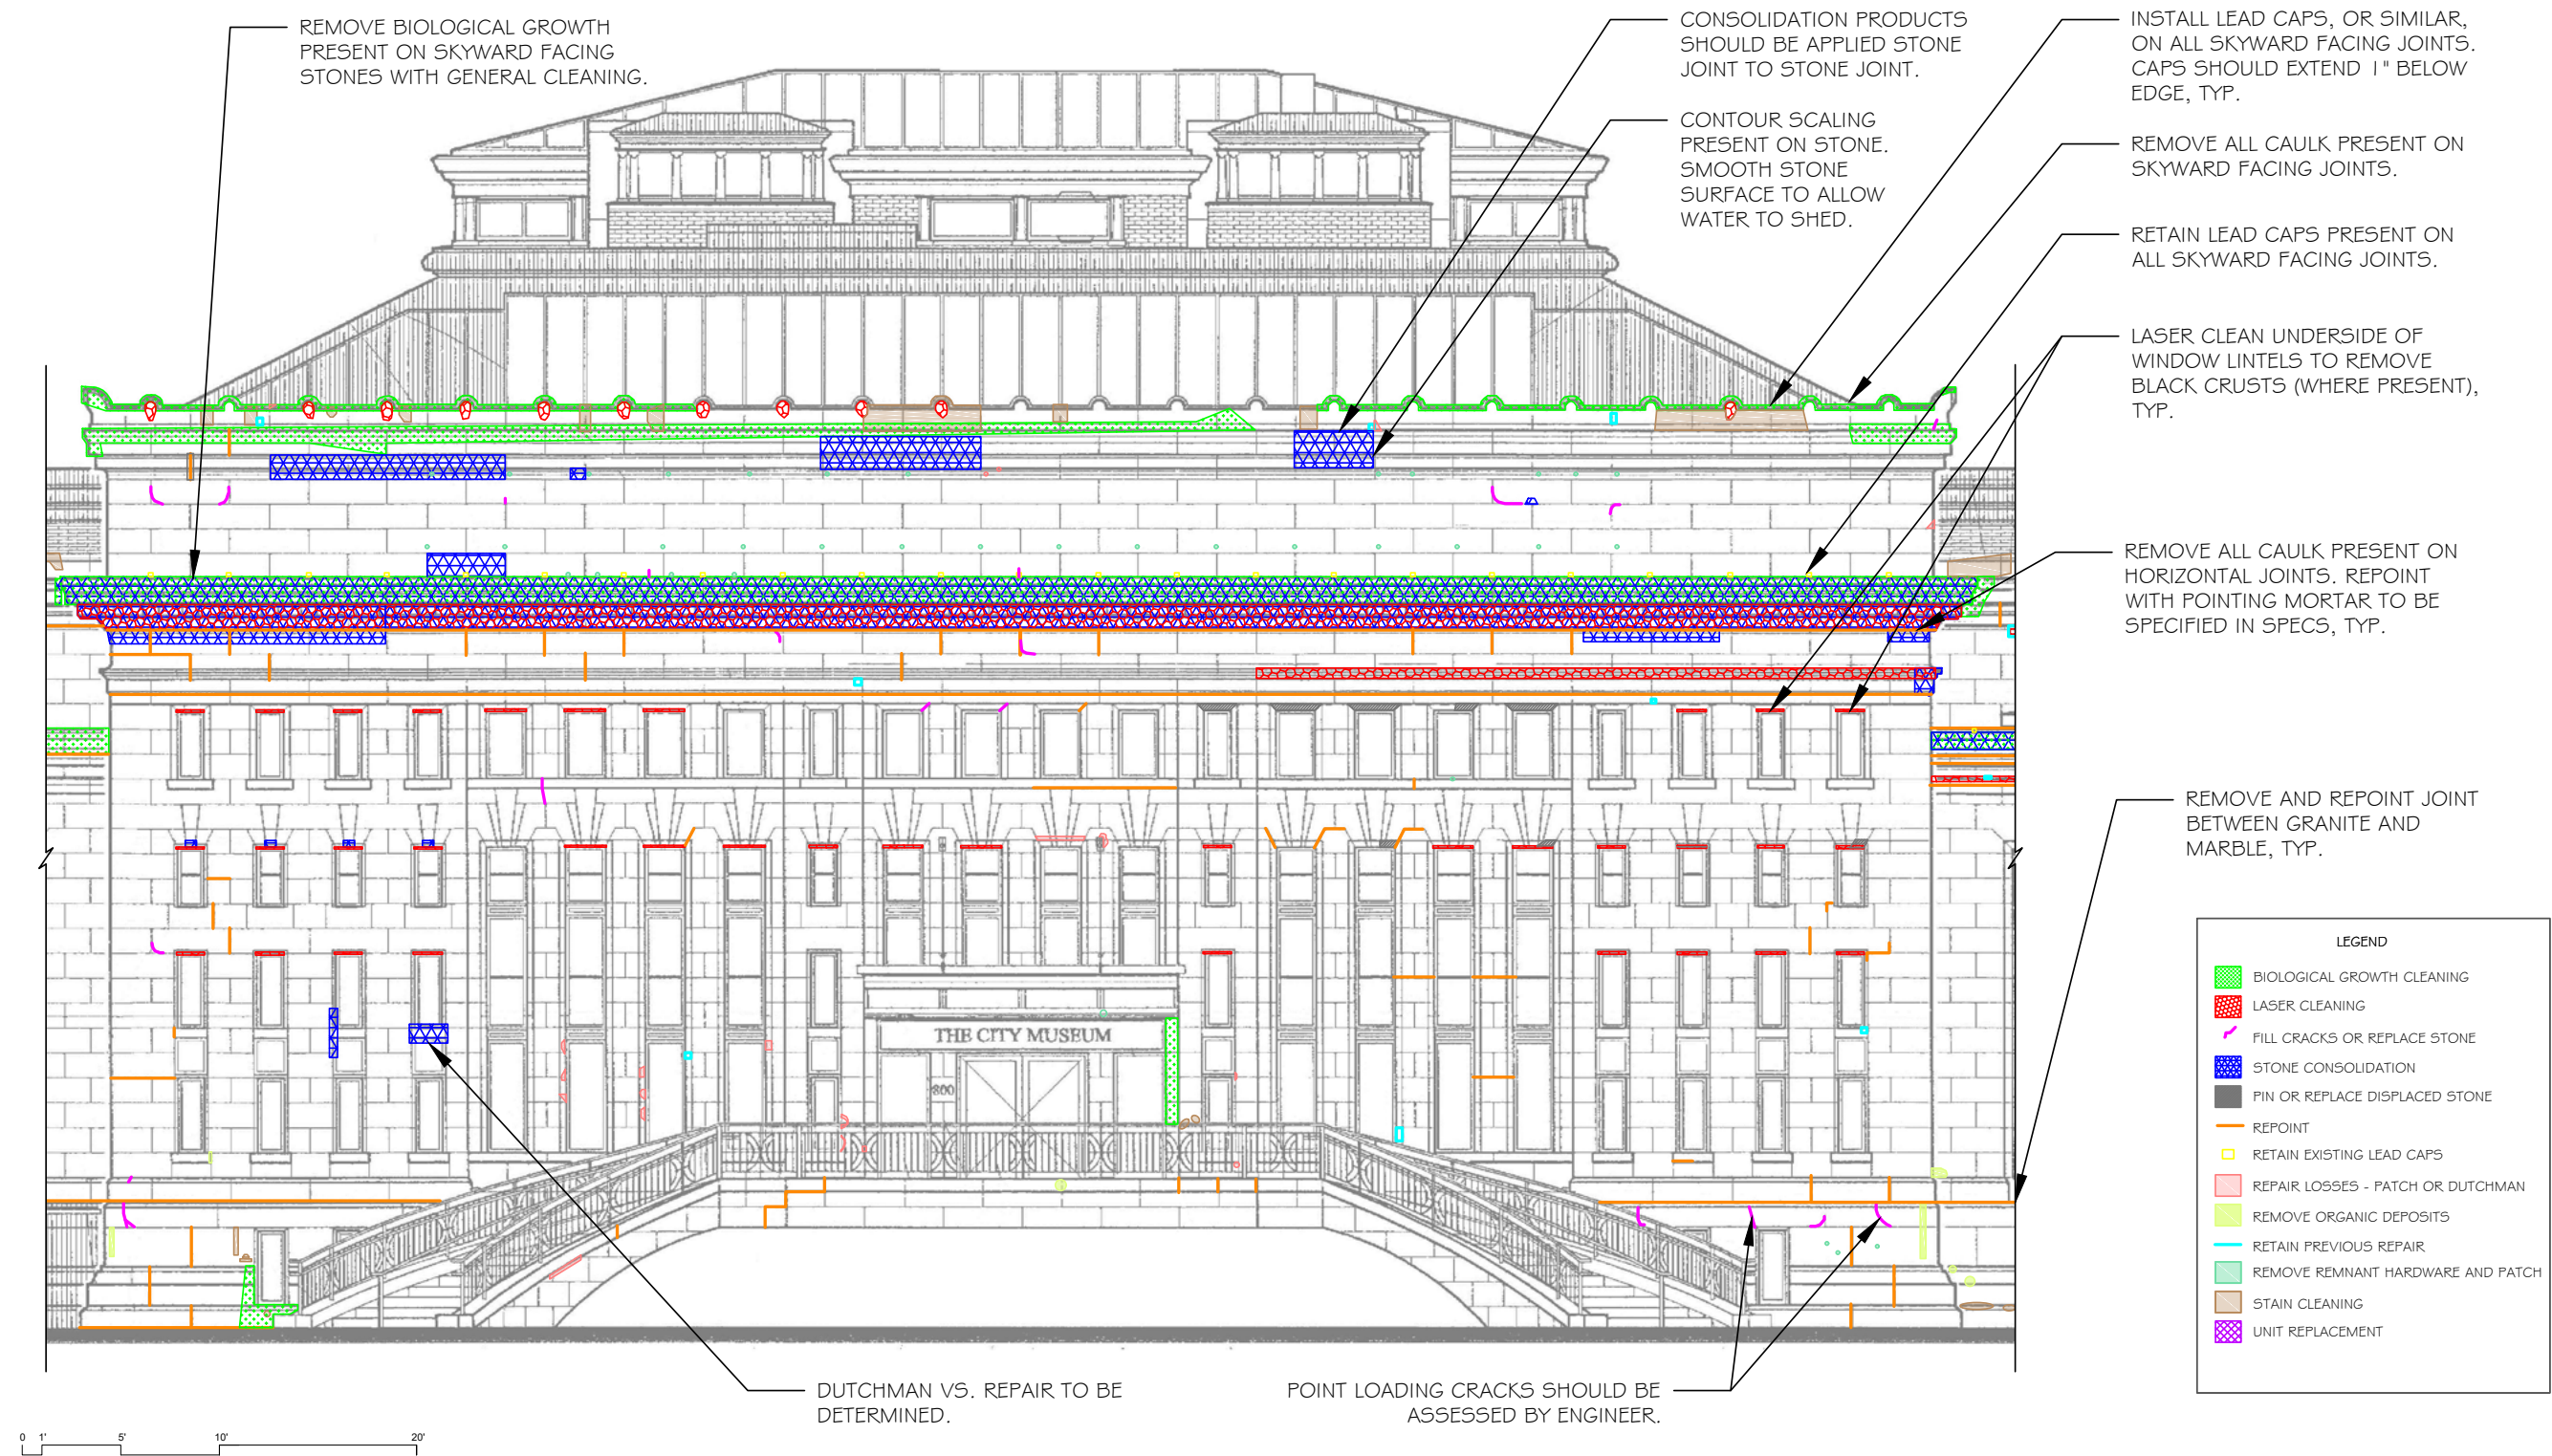 REMOVE BIOLOGICAL GROWTH
PRESENT ON SKYWARD FACING
STONES WITH GENERAL CLEANING.
CONSOLIDATION PRODUCTS
SHOULD BE APPLIED STONE
JOINT TO STONE JOINT.
CONTOUR SCALING
PRESENT ON STONE.
SMOOTH STONE
SURFACE TO ALLOW
WATER TO SHED.
INSTALL LEAD CAPS, OR SIMILAR,
ON ALL SKYWARD FACING JOINTS.
CAPS SHOULD EXTEND 1" BELOW
EDGE, TYP.
REMOVE ALL CAULK PRESENT ON
SKYWARD FACING JOINTS.
RETAIN LEAD CAPS PRESENT ON
ALL SKYWARD FACING JOINTS.
LASER CLEAN UNDERSIDE OF
WINDOW LINTELS TO REMOVE
BLACK CRUSTS (WHERE PRESENT),
TYP.
REMOVE ALL CAULK PRESENT ON
HORIZONTAL JOINTS. REPOINT
WITH POINTING MORTAR TO BE
SPECIFIED IN SPECS, TYP.
REMOVE AND REPOINT JOINT
BETWEEN GRANITE AND
MARBLE, TYP.
THE CITY MUSEUM
800
LEGEND
BIOLOGICAL GROWTH CLEANING
LASER CLEANING
FILL CRACKS OR REPLACE STONE
STONE CONSOLIDATION
PIN OR REPLACE DISPLACED STONE
REPOINT
RETAIN EXISTING LEAD CAPS
REPAIR LOSSES - PATCH OR DUTCHMAN
REMOVE ORGANIC DEPOSITS
RETAIN PREVIOUS REPAIR
REMOVE REMNANT HARDWARE AND PATCH
STAIN CLEANING
UNIT REPLACEMENT
DUTCHMAN VS. REPAIR TO BE
DETERMINED.
POINT LOADING CRACKS SHOULD BE
ASSESSED BY ENGINEER.
0 1' 5' 10' 20'